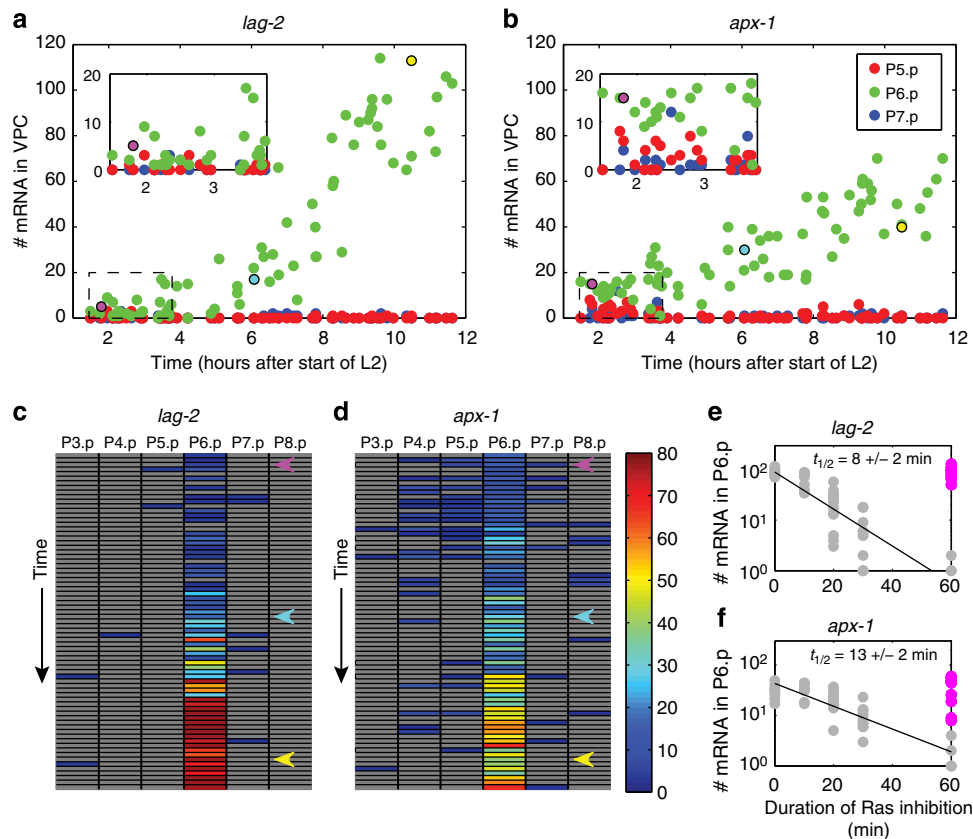 a
lag-2
# mRNA in VPC
120
100
80
60
40
20
0
2
4
6
8
10
12
Time (hours after start of L2)
20
10
0
2
3
b
apx-1
# mRNA in VPC
120
100
80
60
40
20
0
2
4
6
8
10
12
Time (hours after start of L2)
20
10
0
2
3
P5.p
P6.p
P7.p
c
lag-2
P3.p P4.p P5.p P6.p P7.p P8.p
Time
d
apx-1
P3.p P4.p P5.p P6.p P7.p P8.p
Time
80
70
60
50
40
30
20
10
0
e
lag-2
t1/2 = 8 +/− 2 min
# mRNA in P6.p
10²
10¹
10⁰
0 20 40 60
f
apx-1
t1/2 = 13 +/− 2 min
# mRNA in P6.p
10²
10¹
10⁰
0 20 40 60
Duration of Ras inhibition
(min)